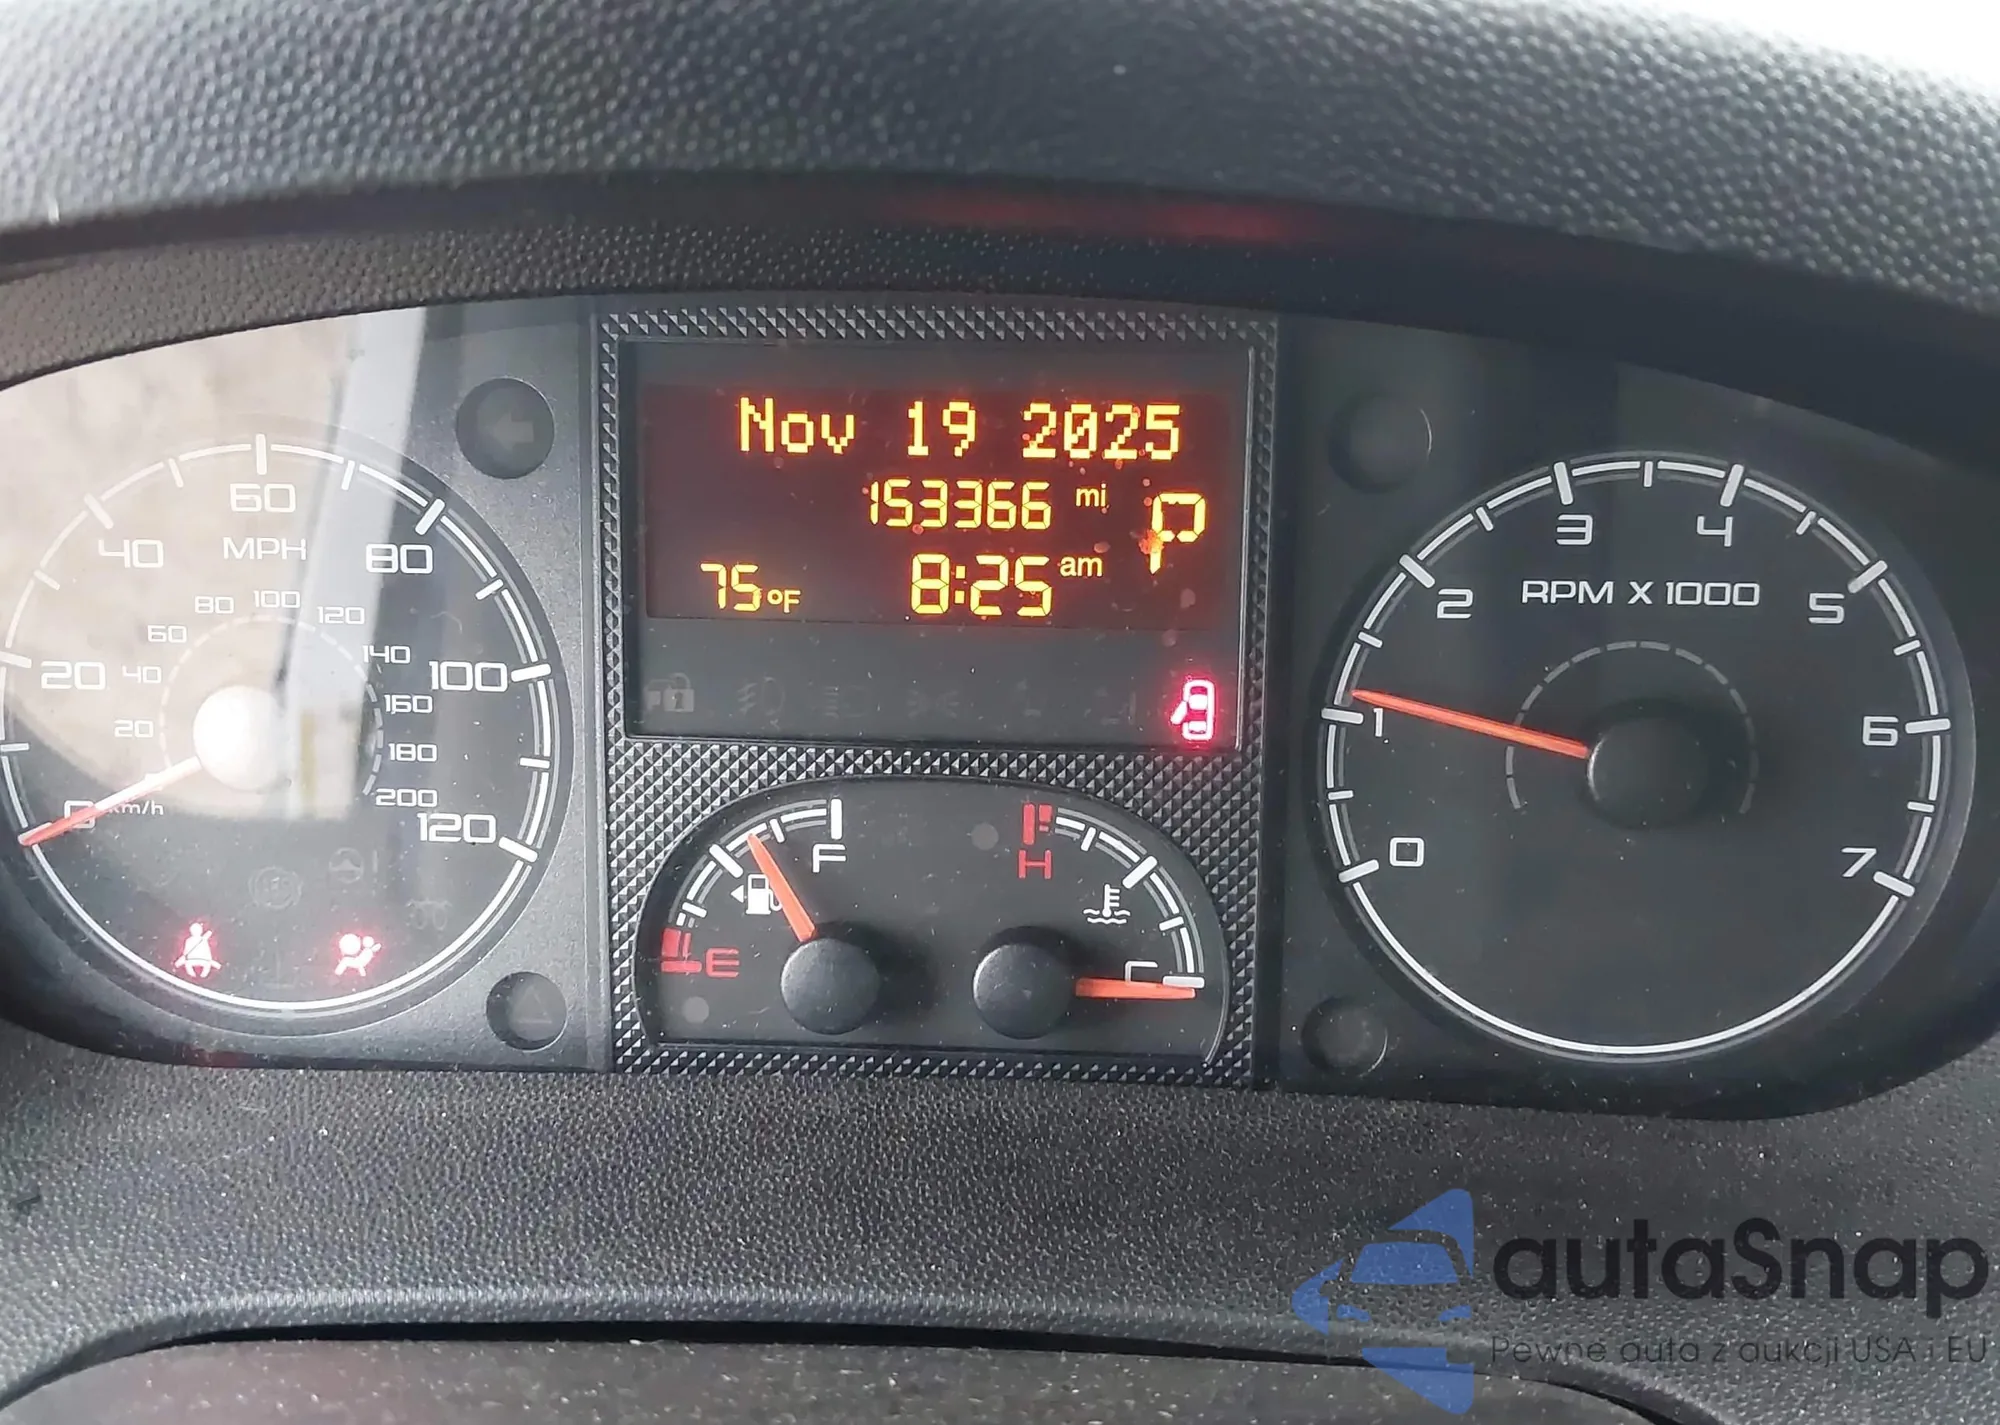 Nov 19 2025
153366 mi P
75°F 8:25 am
20 40 60 80 100 120
MPH
20 40 60 80 100 120 140 160 180 200
km/h
F
E
H
C
0 1 2 3 4 5 6 7
RPM X 1000
autaSnap
Pewne auta z aukcji USA i EU